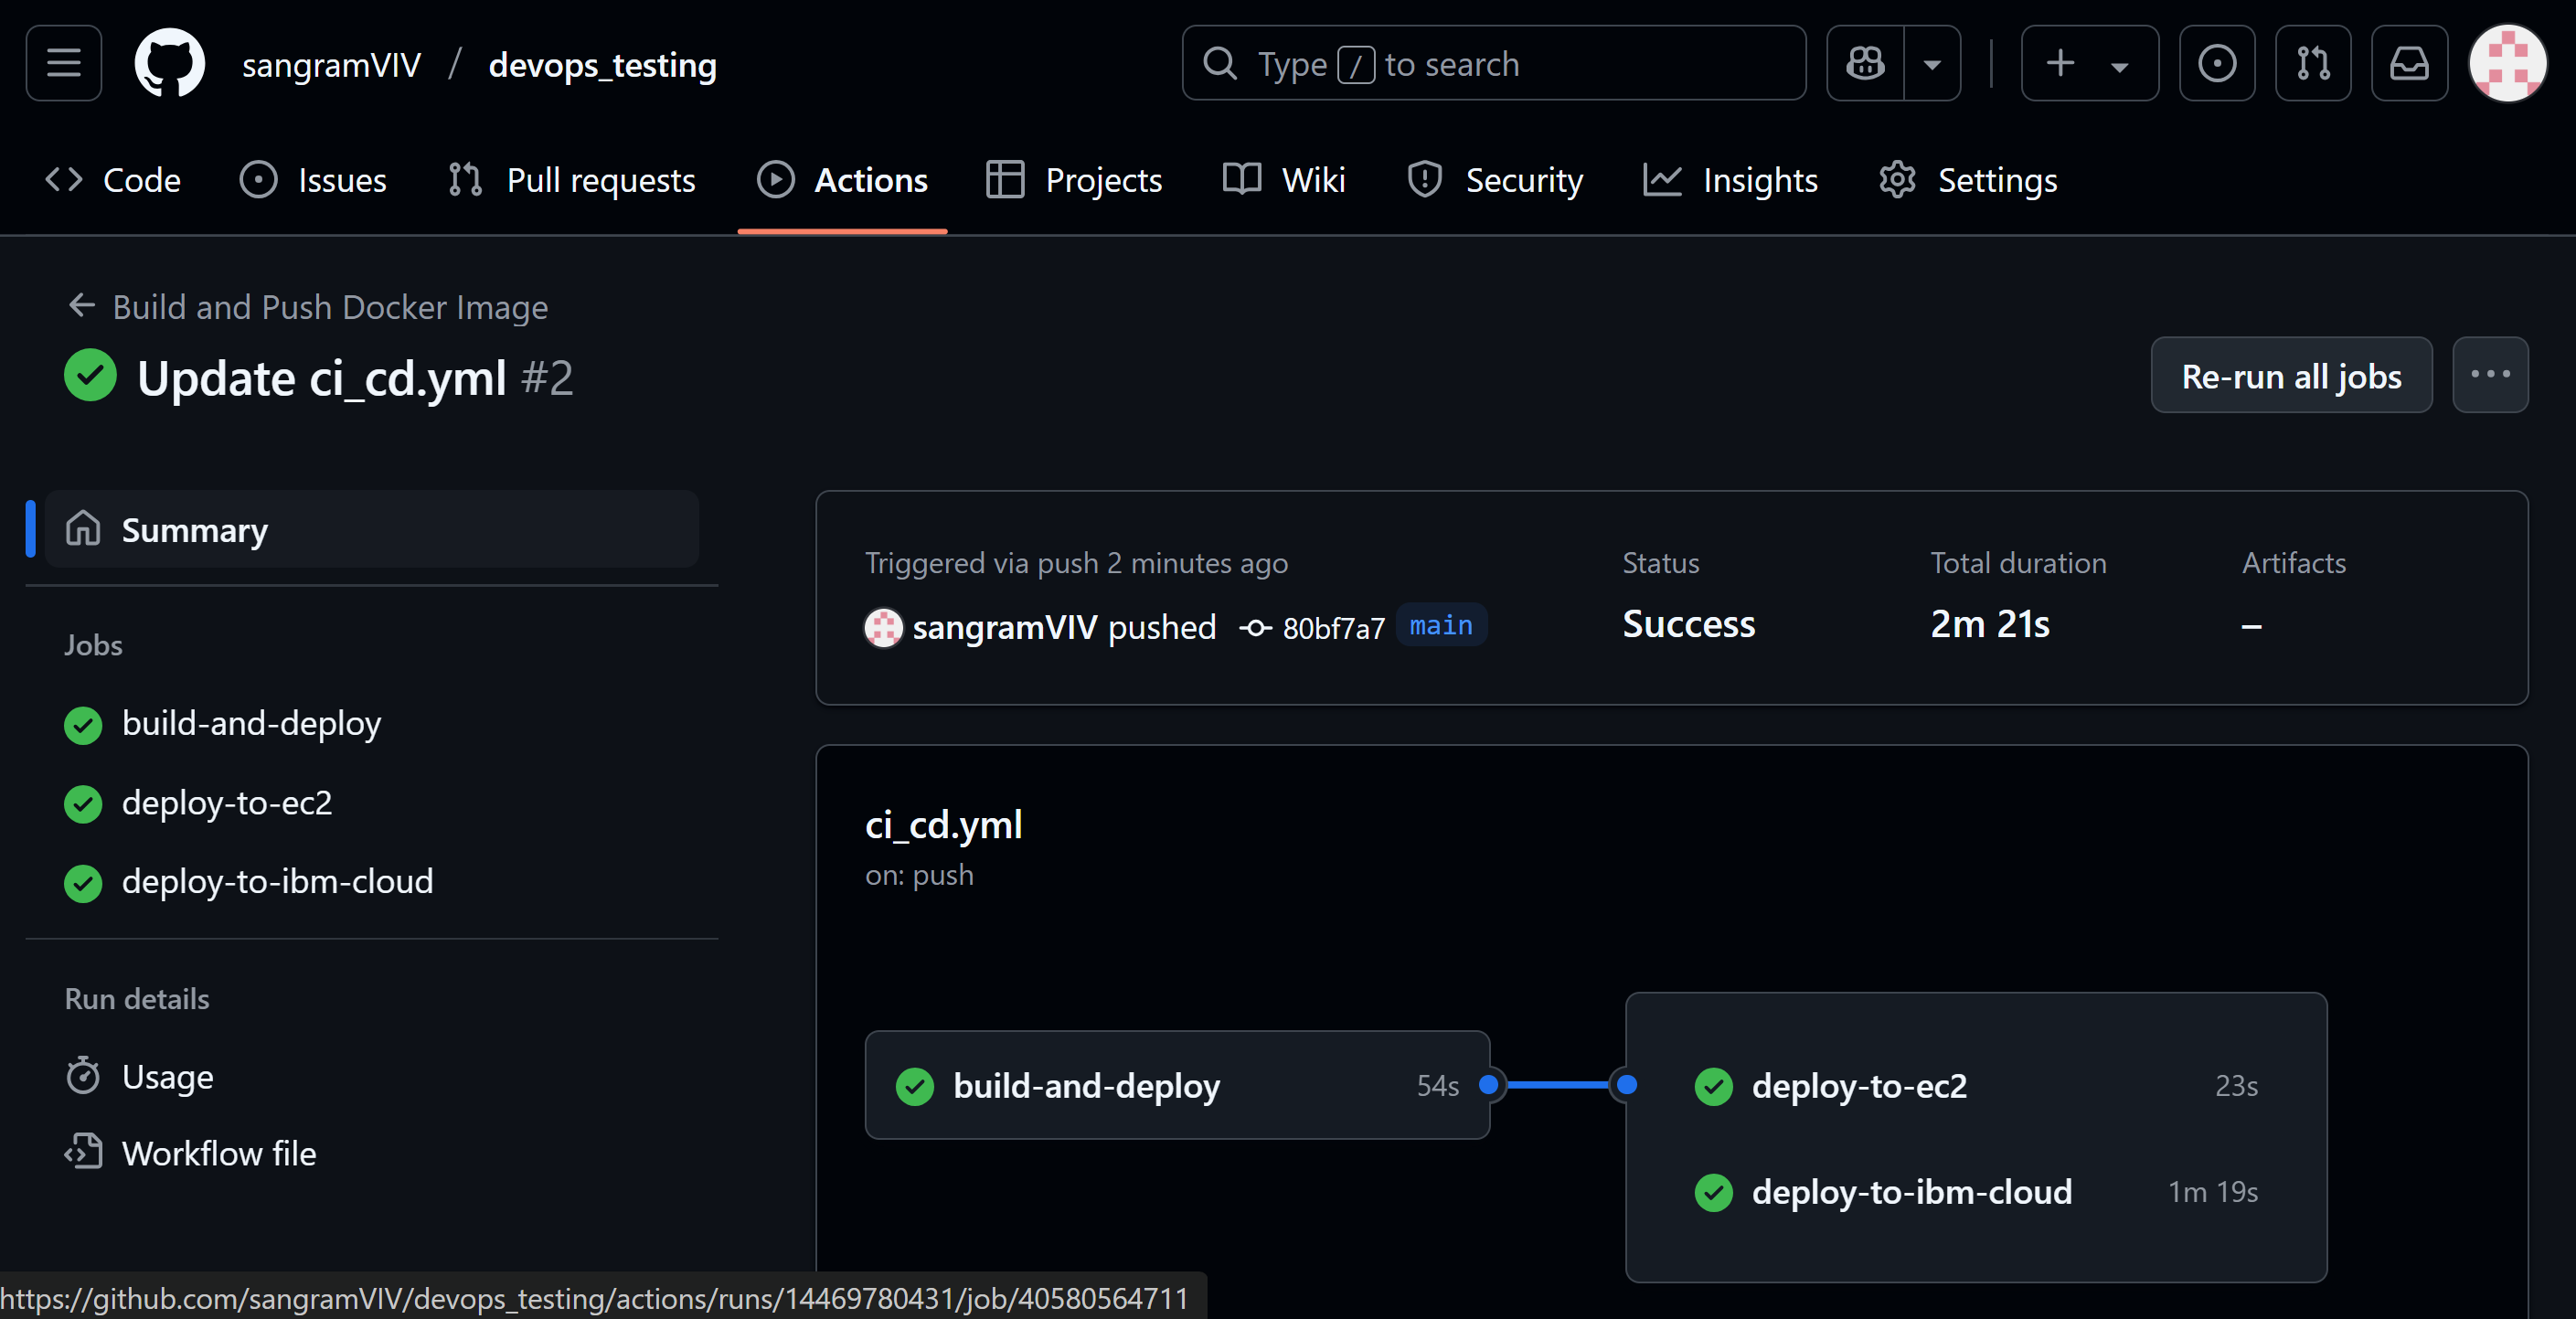 sangramVIV / devops_testing
Type / to search
Code Issues Pull requests Actions Projects Wiki Security Insights Settings
Build and Push Docker Image
Update ci_cd.yml #2
Re-run all jobs
Summary
Jobs
build-and-deploy
deploy-to-ec2
deploy-to-ibm-cloud
Run details
Usage
Workflow file
Triggered via push 2 minutes ago
sangramVIV pushed 80bf7a7 main
Status
Success
Total duration
2m 21s
Artifacts
–
ci_cd.yml
on: push
build-and-deploy 54s
deploy-to-ec2 23s
deploy-to-ibm-cloud 1m 19s
https://github.com/sangramVIV/devops_testing/actions/runs/14469780431/job/40580564711